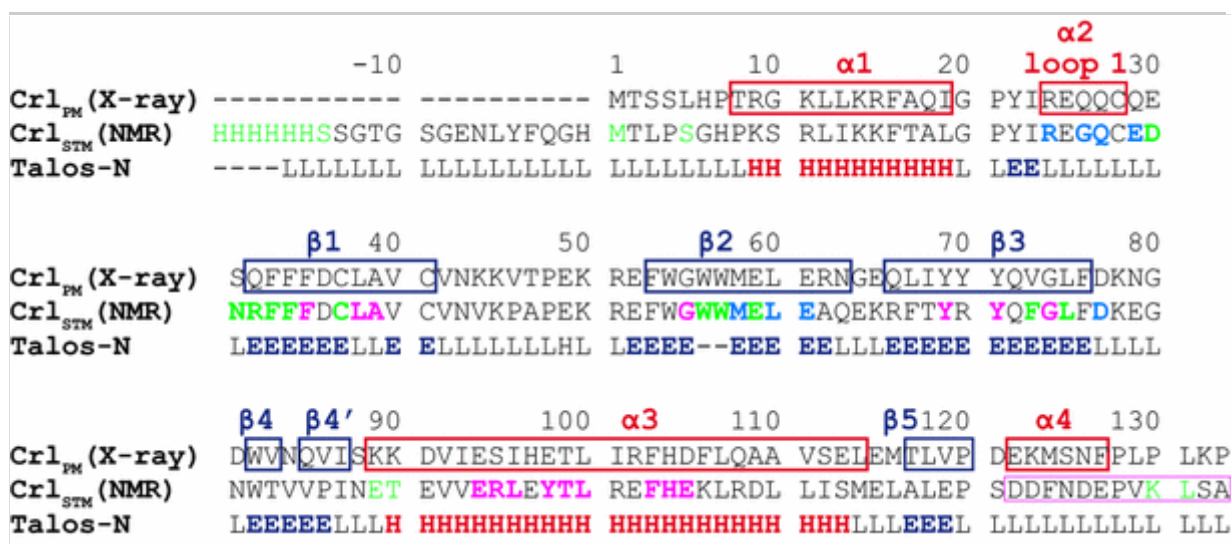 α2
-10 1 10 α1 20 loop 1 30
Crl PM (X-ray) ---------- ---------- MTSSLHPTRG KLLKRFAQIG PYIREQQCQE
Crl STM (NMR) HHHHHHSSGTG SGENLYFQGH MTLPSGHPKS RLIKKFTALG PYIREGQCED
Talos-N ----LLLLLLL LLLLLLLLLL LLLLLLLLHH HHHHHHHHHL LEELLLLLLL
β1 40 50 β2 60 70 β3 80
Crl PM (X-ray) SQFFFDCLAV CVNKKVTPEK REFWGWWMEL ERNGEQLIYY YQVGLFDKNG
Crl STM (NMR) NRFFFDCLAV CVNVKPAPEK REFWGWWMEL EAQEKRFTYR YQFGLFDKEG
Talos-N LEEEEEELLE ELLLLLLLHL LEEEE--EEE EELLLEEEEE EEEEEELLLL
β4 β4′ 90 100 α3 110 β5 120 α4 130
Crl PM (X-ray) DWVNQVISKK DVIESIHETL IRFHDFLQAA VSELEMTLVP DEKMSNFPLP LKP
Crl STM (NMR) NWTVVPINET EVVERLEYTL REFHEKLRDL LISMELALEP SDDFNDEPVK LSA
Talos-N LEEEEELLLH HHHHHHHHHH HHHHHHHHHH HHHLLLEEEL LLLLLLLLLL LLL